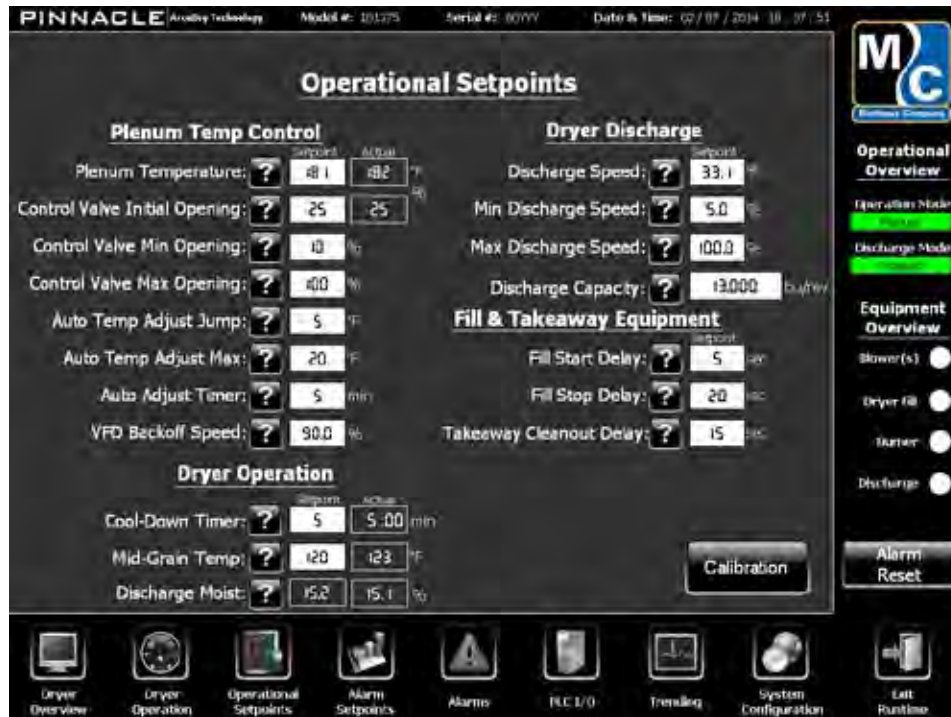 PINNACLE Model #: 101375 Serial #: Date & Time: 07 / 07 / 2014
Operational Setpoints
Plenum Temp Control
Setpoint Actual
Plenum Temperature: ? 181 182 °F
Control Valve Initial Opening: ? 25 25 %
Control Valve Min Opening: ? 10 %
Control Valve Max Opening: ? 100 %
Auto Temp Adjust Jump: ? 5 °F
Auto Temp Adjust Max: ? 20 °F
Auto Adjust Timer: ? 5 min
VFD Backoff Speed: ? 90.0 %
Dryer Operation
Setpoint Actual
Cool-Down Timer: ? 5 5:00 min
Mid-Grain Temp: ? 120 123 °F
Discharge Moist: ? 15.2 15.1 %
Dryer Discharge
Setpoint
Discharge Speed: ? 33.1 %
Min Discharge Speed: ? 5.0 %
Max Discharge Speed: ? 100.0 %
Discharge Capacity: ? 13.000 bu/rev
Fill & Takeaway Equipment
Setpoint
Fill Start Delay: ? 5 sec
Fill Stop Delay: ? 20 sec
Takeaway Cleanout Delay: ? 15 sec
Calibration
MC
Operational
Overview
Operation Mode
Discharge Mode
Equipment
Overview
Blower(s)
Dryer Fill
Burner
Discharge
Alarm
Reset
Dryer
Overview
Dryer
Operation
Operational
Setpoints
Alarm
Setpoints
Alarms
PLC I/O
Trending
System
Configuration
Exit
Runtime